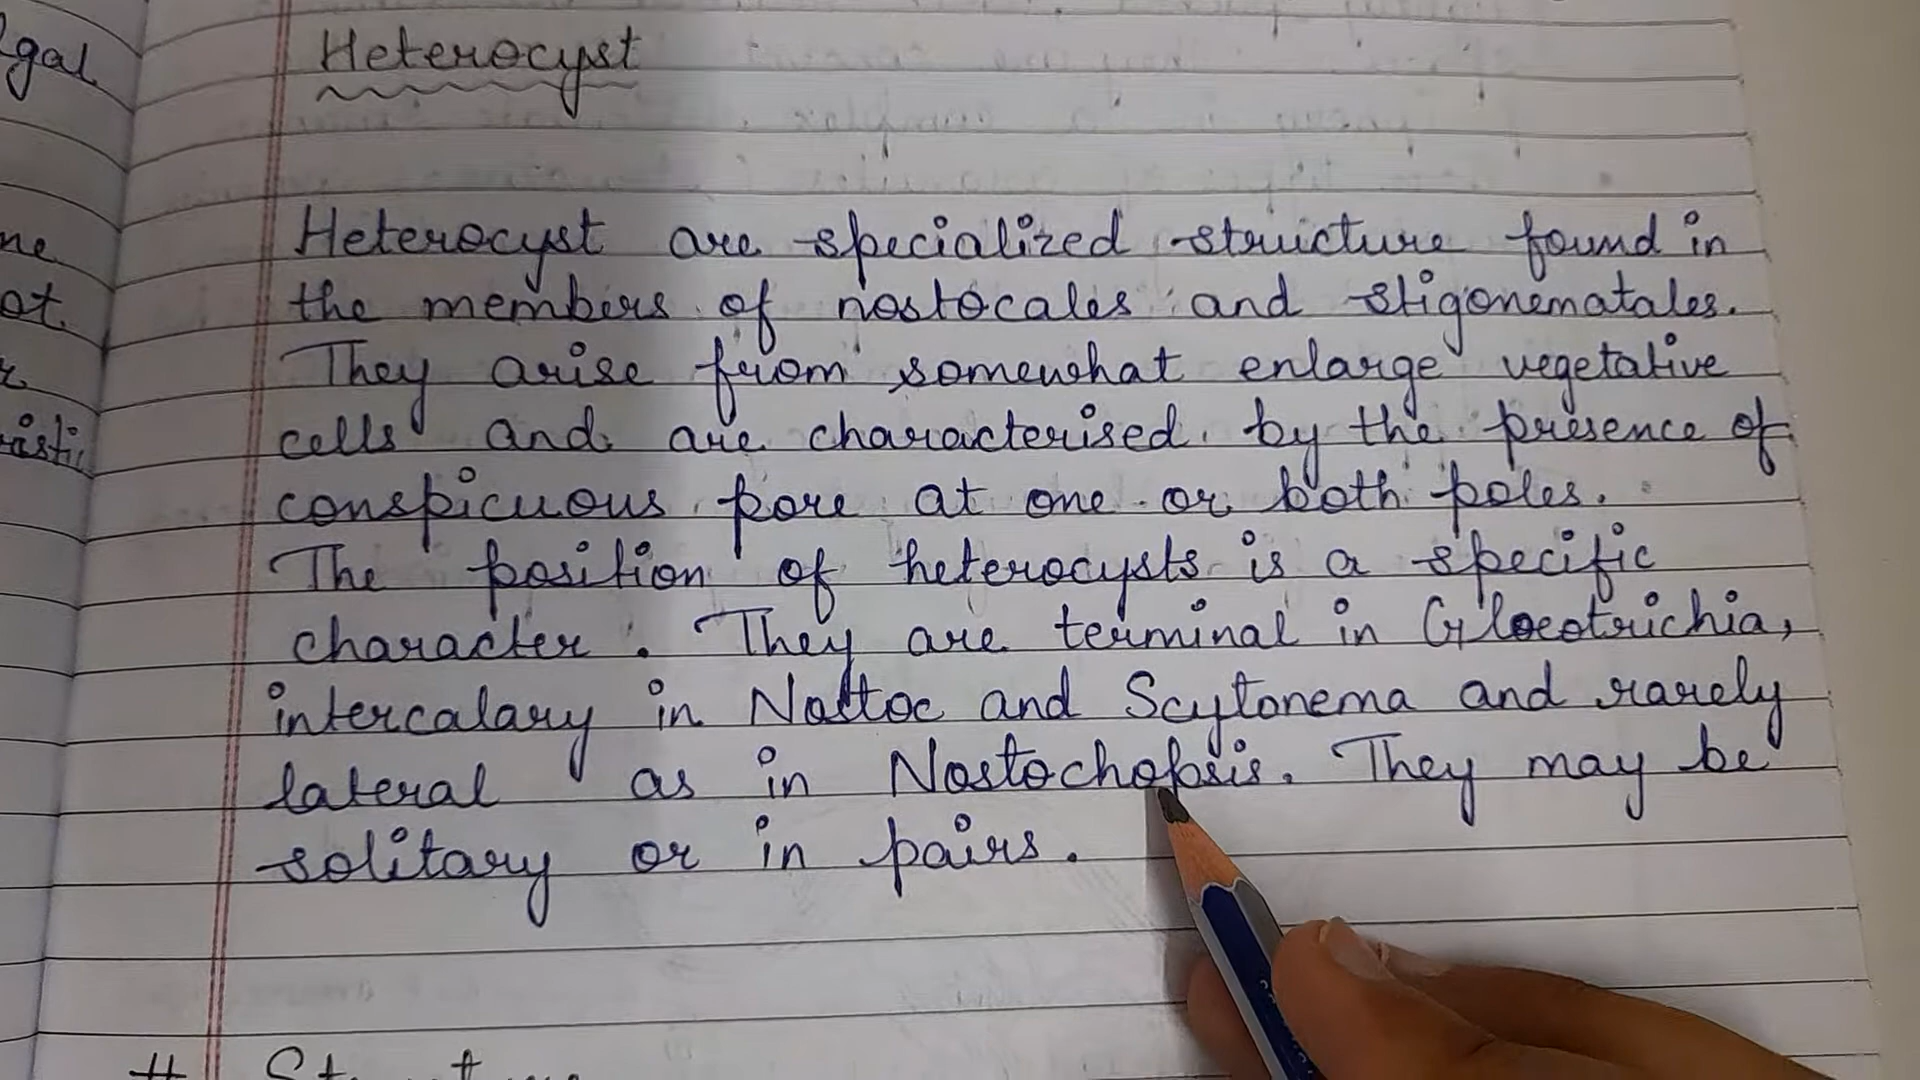 Heterocyst
Heterocyst are specialized structure found in
the members of nostocales and stigonematales.
They arise from somewhat enlarge vegetative
cells and are characterised by the presence of
conspicuous pore at one or both poles.
The position of heterocysts is a specific
character. They are terminal in Gloeotrichia,
intercalary in Nostoc and Scytonema and rarely
lateral as in Nostochopsis. They may be
solitary or in pairs.
#